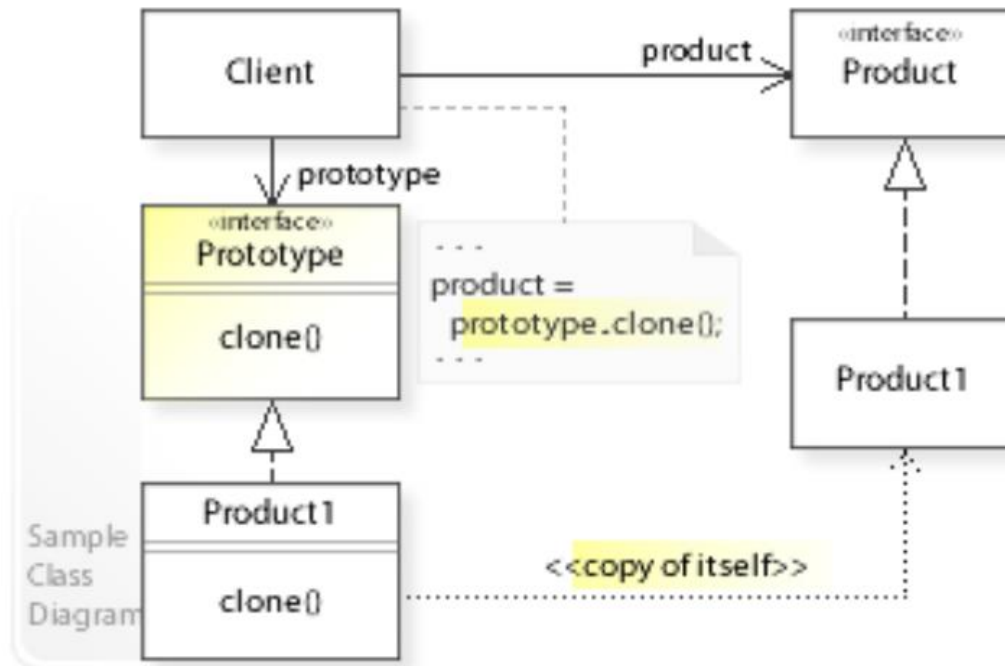 Client
product
«interface»
Product
prototype
«interface»
Prototype
clone()
- - -
product =
prototype.clone();
- - -
Product1
Product1
clone()
<<copy of itself>>
Sample
Class
Diagram